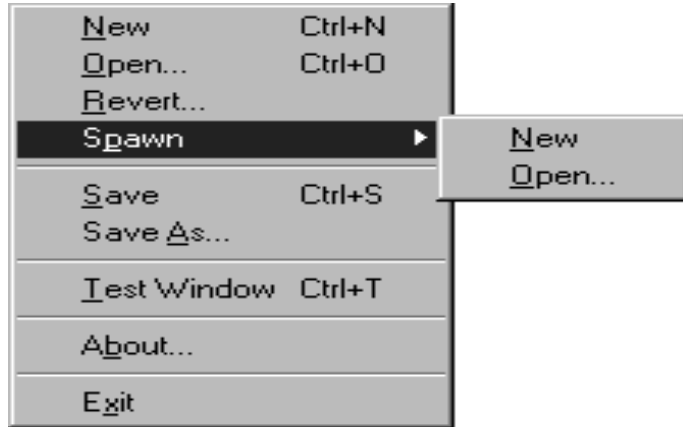 New Ctrl+N
Open... Ctrl+O
Revert...
Spawn
Save Ctrl+S
Save As...
Test Window Ctrl+T
About...
Exit
New
Open...